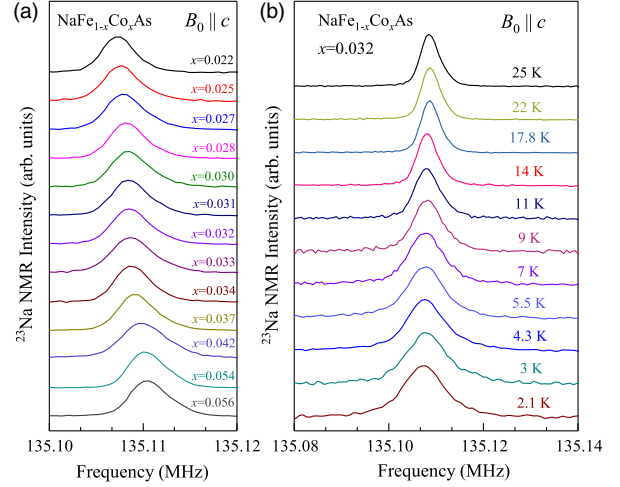 (a)
NaFe₁₋ₓCoₓAs B₀ || c
x=0.022
x=0.025
x=0.027
x=0.028
x=0.030
x=0.031
x=0.032
x=0.033
x=0.034
x=0.037
x=0.042
x=0.054
x=0.056
²³Na NMR Intensity (arb. units)
135.10 135.11 135.12
Frequency (MHz)
(b)
NaFe₁₋ₓCoₓAs B₀ || c
x=0.032
25 K
22 K
17.8 K
14 K
11 K
9 K
7 K
5.5 K
4.3 K
3 K
2.1 K
²³Na NMR Intensity (arb. units)
135.08 135.10 135.12 135.14
Frequency (MHz)